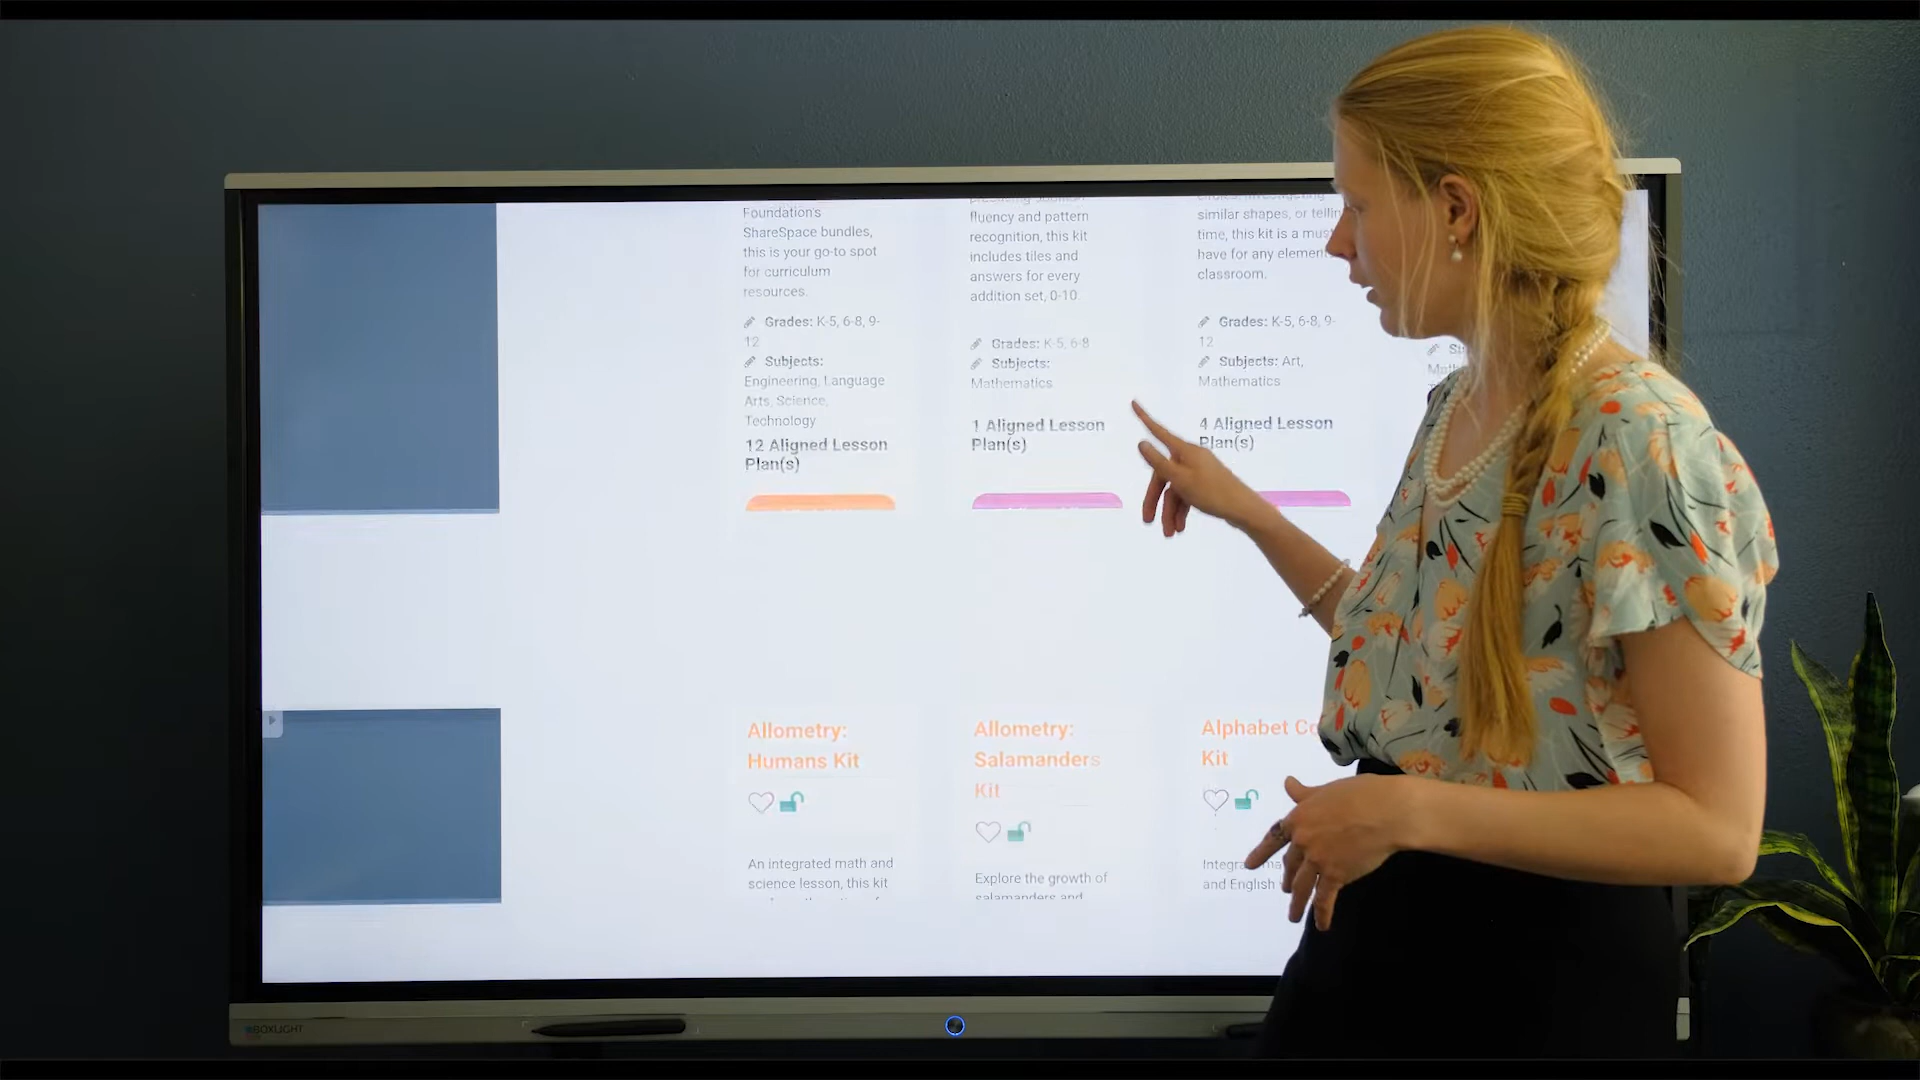 Foundation's
ShareSpace bundles,
this is your go-to spot
for curriculum
resources.
Grades: K-5, 6-8, 9-
12
Subjects:
Engineering, Language
Arts, Science,
Technology
12 Aligned Lesson
Plan(s)
fluency and pattern
recognition, this kit
includes tiles and
answers for every
addition set, 0-10.
Grades: K-5, 6-8
Subjects:
Mathematics
1 Aligned Lesson
Plan(s)
similar shapes, or
time, this kit is a
have for any
classroom.
Grades: K-5, 6-8, 9-
12
Subjects: Art,
Mathematics
4 Aligned Lesson
Plan(s)
Allometry:
Humans Kit
An integrated math and
science lesson, this kit
Allometry:
Salamanders
Kit
Explore the growth of
salamanders and
Alphabet
Kit
and English
BOXLIGHT